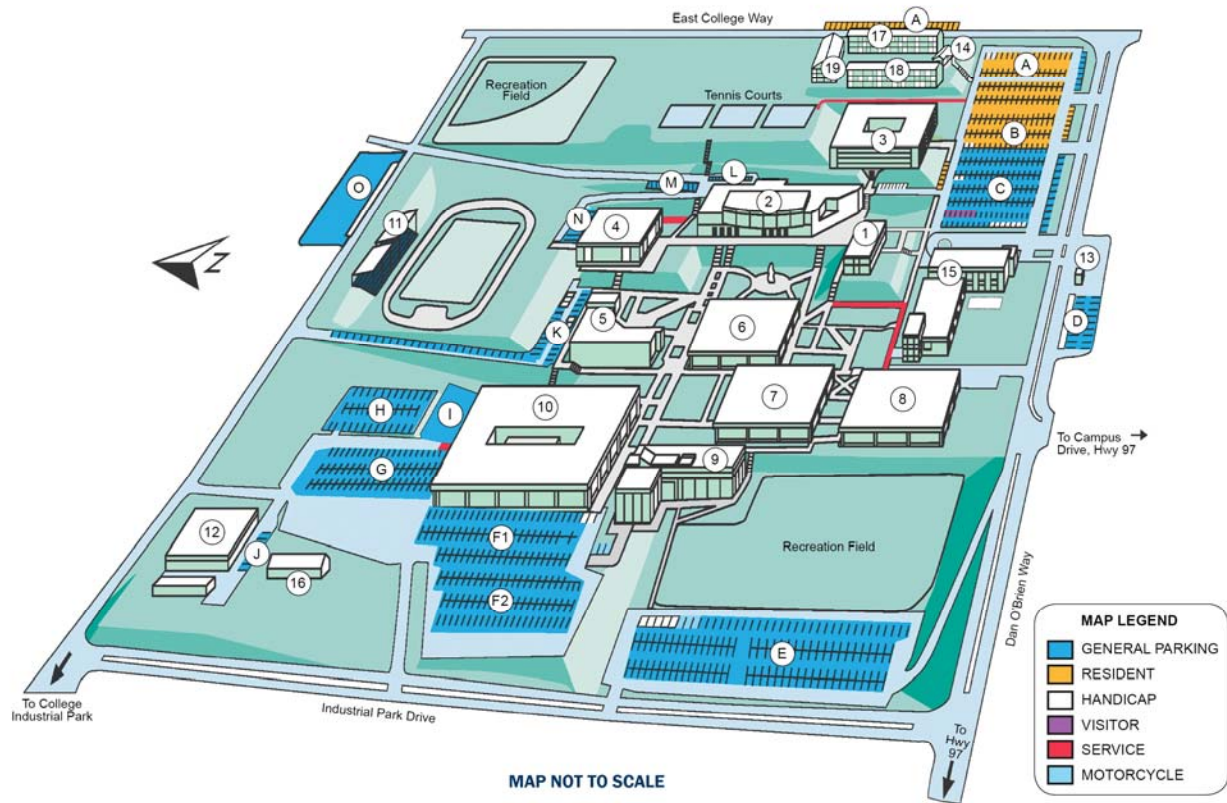 East College Way
A
17
14
19
18
A
Recreation
Field
Tennis Courts
B
3
L
M
O
2
C
N
4
11
1
Z
13
15
D
K
5
6
H
I
10
7
8
To Campus
Drive, Hwy 97
G
9
12
F1
J
16
Recreation Field
F2
Dan O'Brien Way
E
MAP LEGEND
GENERAL PARKING
RESIDENT
HANDICAP
VISITOR
SERVICE
MOTORCYCLE
To College
Industrial Park
Industrial Park Drive
To
Hwy
97
MAP NOT TO SCALE